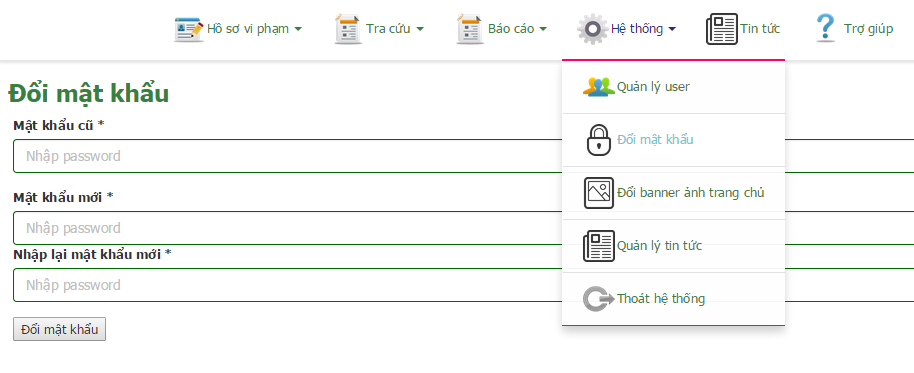 Hồ sơ vi phạm
Tra cứu
Báo cáo
Hệ thống
Tin tức
Trợ giúp
Đổi mật khẩu
Mật khẩu cũ *
Nhập password
Mật khẩu mới *
Nhập password
Nhập lại mật khẩu mới *
Nhập password
Đổi mật khẩu
Quản lý user
Đổi mật khẩu
Đổi banner ảnh trang chủ
Quản lý tin tức
Thoát hệ thống